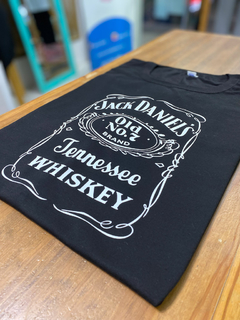 JACK DANIEL'S
Old
No.7
BRAND
Tennessee
WHISKEY